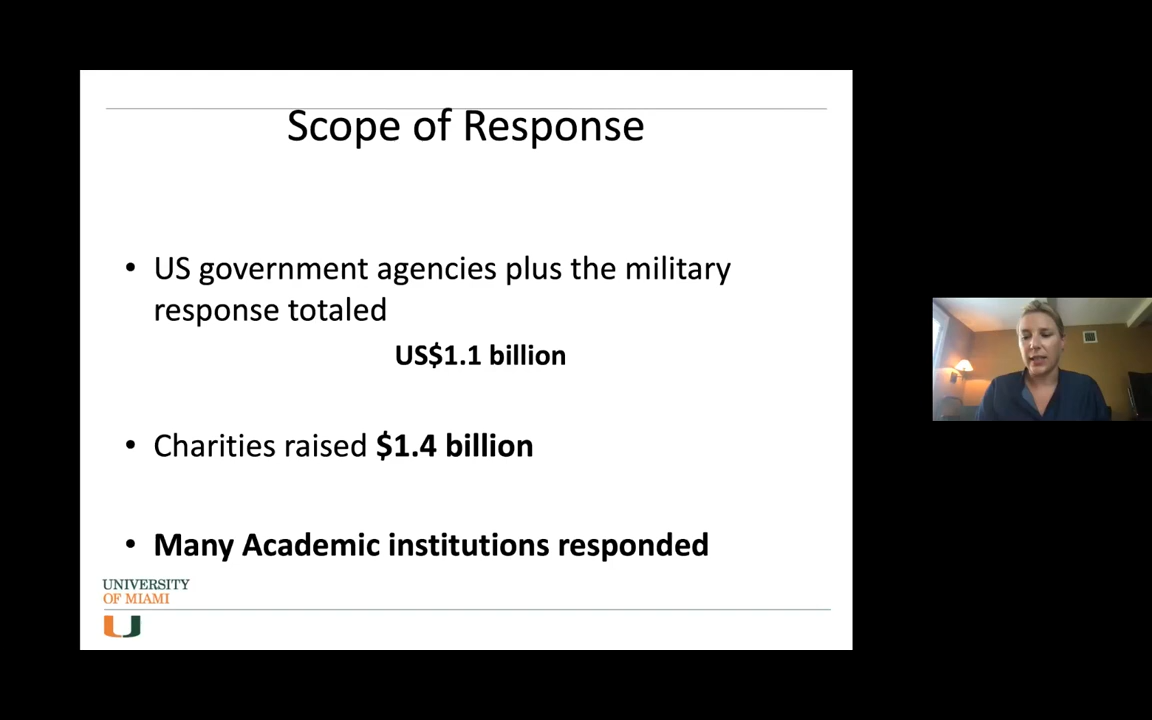 Scope of Response
• US government agencies plus the military
response totaled
US$1.1 billion
• Charities raised $1.4 billion
• Many Academic institutions responded
UNIVERSITY
OF MIAMI